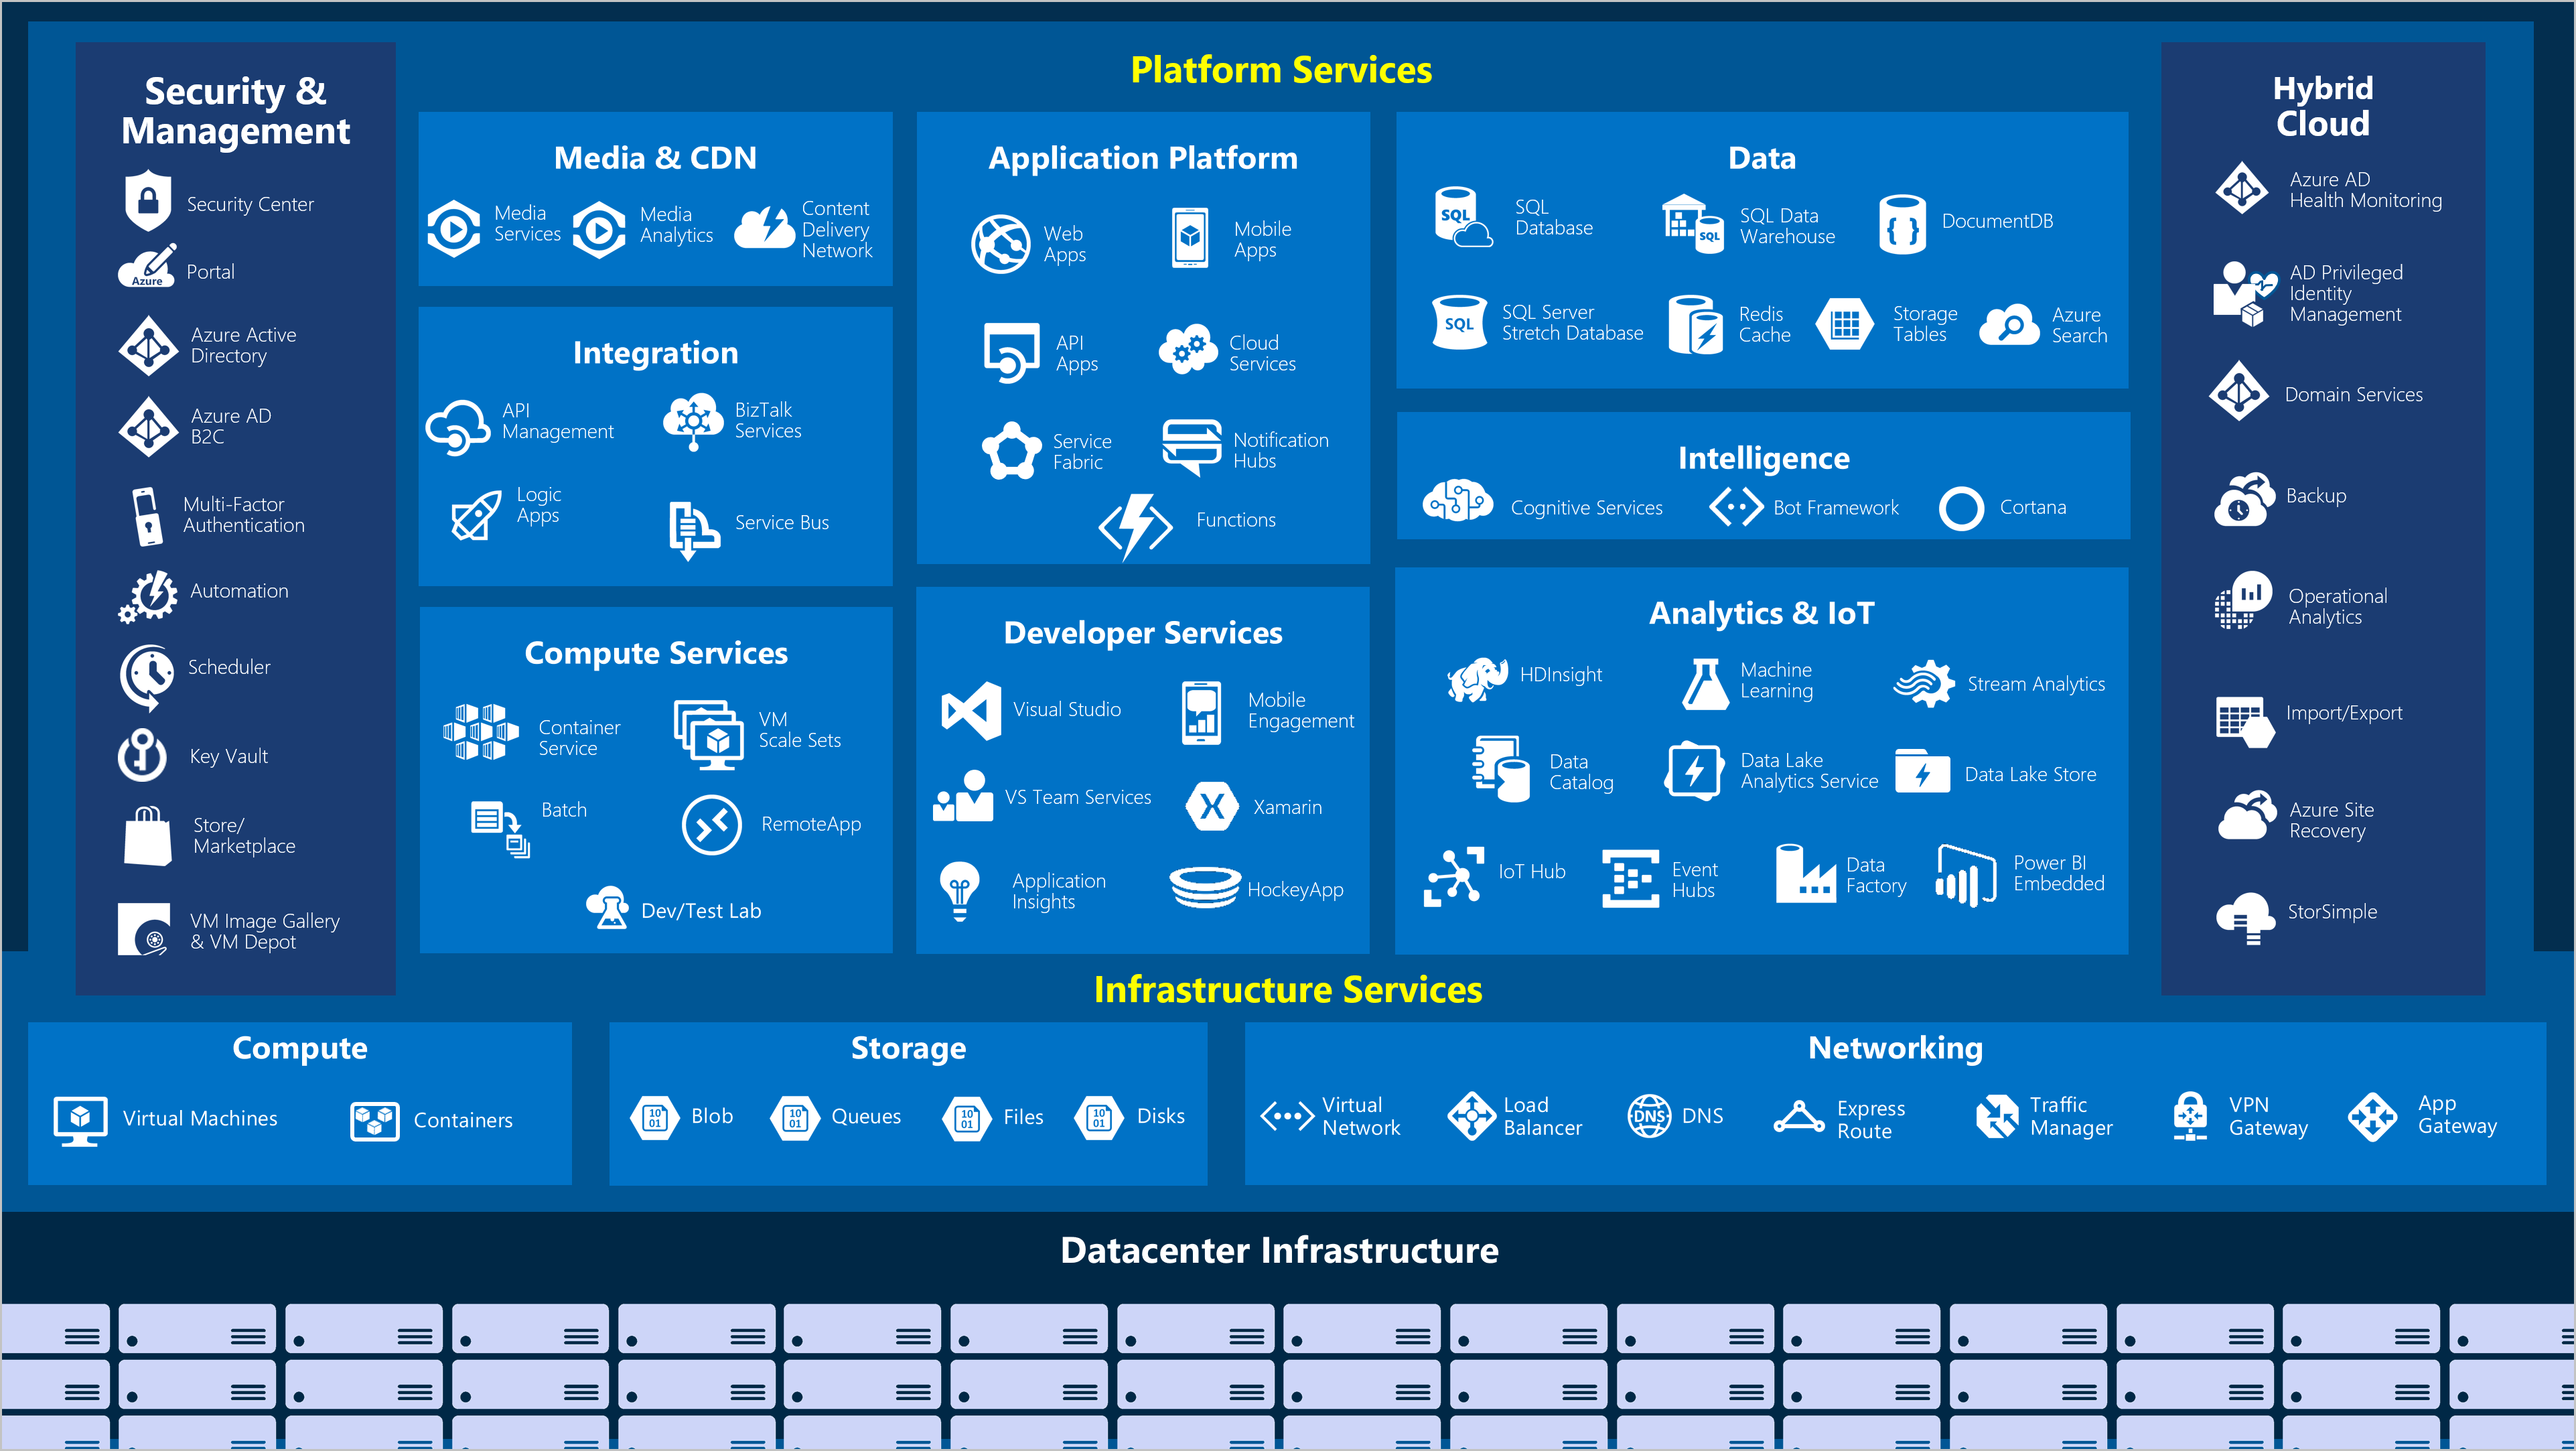 Security &
Management
Security Center
Azure
Portal
Azure Active
Directory
Azure AD
B2C
Multi-Factor
Authentication
Automation
Scheduler
Key Vault
Store/
Marketplace
VM Image Gallery
& VM Depot
Platform Services
Media & CDN
Media
Services
Media
Analytics
Content
Delivery
Network
Integration
API
Management
BizTalk
Services
Logic
Apps
Service Bus
Compute Services
Container
Service
VM
Scale Sets
Batch
RemoteApp
Dev/Test Lab
Application Platform
Web
Apps
Mobile
Apps
API
Apps
Cloud
Services
Service
Fabric
Notification
Hubs
Functions
Developer Services
Visual Studio
Mobile
Engagement
VS Team Services
X
Xamarin
Application
Insights
HockeyApp
Data
SQL
SQL
Database
SQL
SQL Data
Warehouse
{ }
DocumentDB
SQL
SQL Server
Stretch Database
Redis
Cache
Storage
Tables
Azure
Search
Intelligence
Cognitive Services
Bot Framework
Cortana
Analytics & IoT
HDInsight
Machine
Learning
Stream Analytics
Data
Catalog
Data Lake
Analytics Service
Data Lake Store
IoT Hub
Event
Hubs
Data
Factory
Power BI
Embedded
Hybrid
Cloud
Azure AD
Health Monitoring
AD Privileged
Identity
Management
Domain Services
Backup
Operational
Analytics
Import/Export
Azure Site
Recovery
StorSimple
Infrastructure Services
Compute
Virtual Machines
Containers
Storage
10
01
Blob
10
01
Queues
10
01
Files
10
01
Disks
Networking
Virtual
Network
Load
Balancer
DNS
DNS
Express
Route
Traffic
Manager
VPN
Gateway
App
Gateway
Datacenter Infrastructure